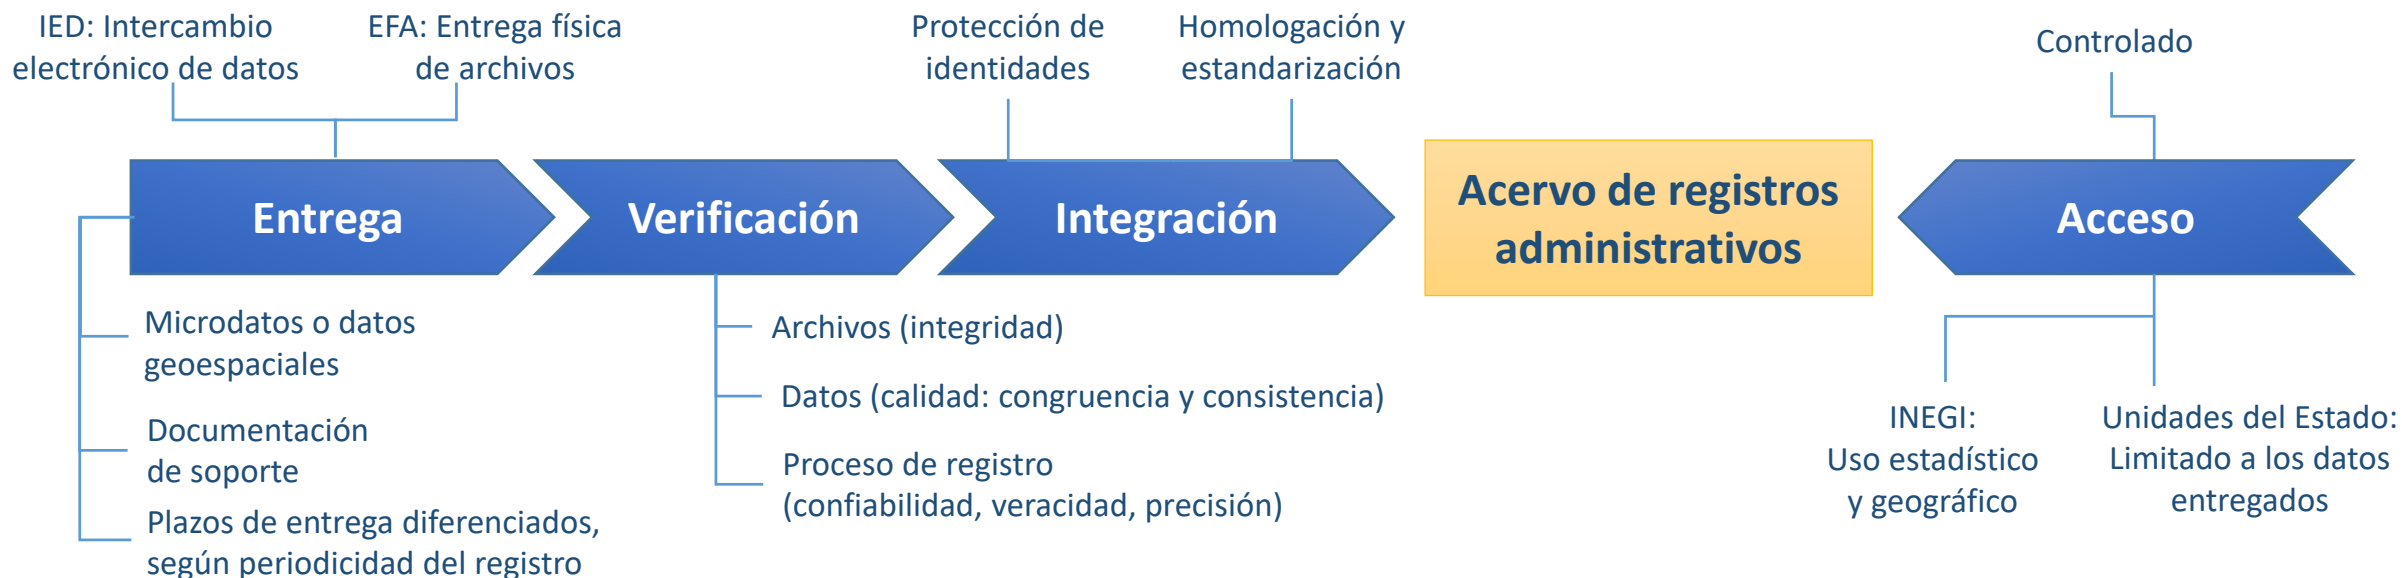 IED: Intercambio
electrónico de datos
EFA: Entrega física
de archivos
Protección de
identidades
Homologación y
estandarización
Controlado
Entrega
Verificación
Integración
Acervo de registros
administrativos
Acceso
Microdatos o datos
geoespaciales
Documentación
de soporte
Plazos de entrega diferenciados,
según periodicidad del registro
Archivos (integridad)
Datos (calidad: congruencia y consistencia)
Proceso de registro
(confiabilidad, veracidad, precisión)
INEGI:
Uso estadístico
y geográfico
Unidades del Estado:
Limitado a los datos
entregados